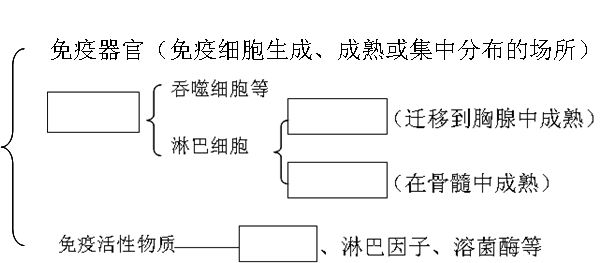 免疫器官（免疫细胞生成、成熟或集中分布的场所）
吞噬细胞等
淋巴细胞
（迁移到胸腺中成熟）
（在骨髓中成熟）
免疫活性物质 、淋巴因子、溶菌酶等